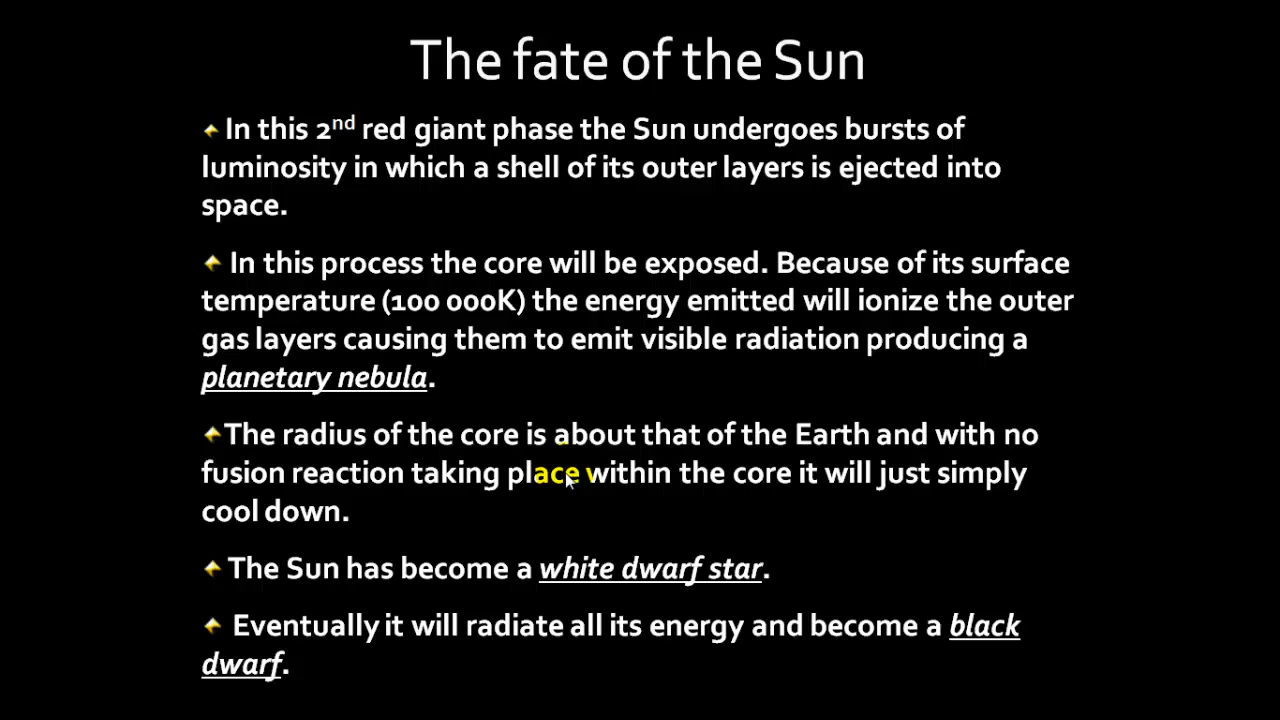 The fate of the Sun
In this 2nd red giant phase the Sun undergoes bursts of
luminosity in which a shell of its outer layers is ejected into
space.
In this process the core will be exposed. Because of its surface
temperature (100 000K) the energy emitted will ionize the outer
gas layers causing them to emit visible radiation producing a
planetary nebula.
The radius of the core is about that of the Earth and with no
fusion reaction taking place within the core it will just simply
cool down.
The Sun has become a white dwarf star.
Eventually it will radiate all its energy and become a black
dwarf.